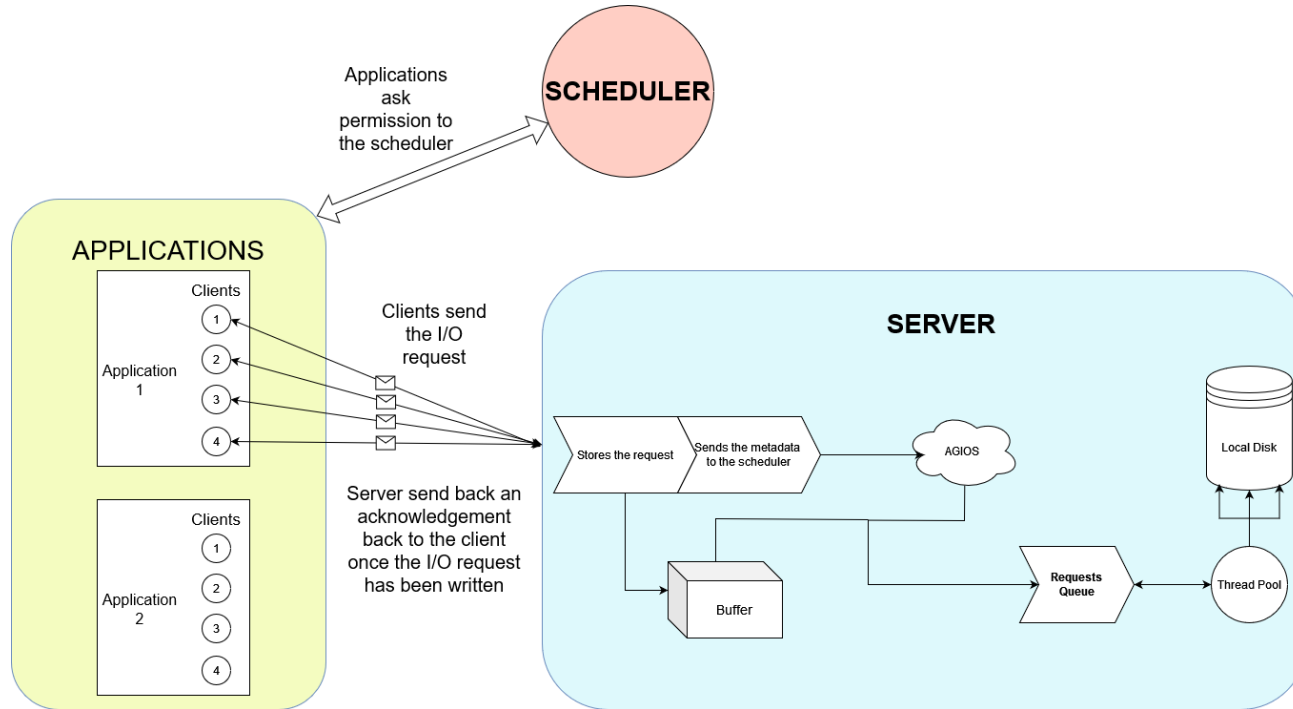 SCHEDULER
Applications
ask
permission to
the scheduler
APPLICATIONS
Clients
1
2
3
4
Application
1
Clients
1
2
3
4
Application
2
Clients send
the I/O
request
Server send back an
acknowledgement
back to the client
once the I/O request
has been written
SERVER
Stores the request
Sends the metadata
to the scheduler
AGIOS
Local Disk
Buffer
Requests
Queue
Thread Pool